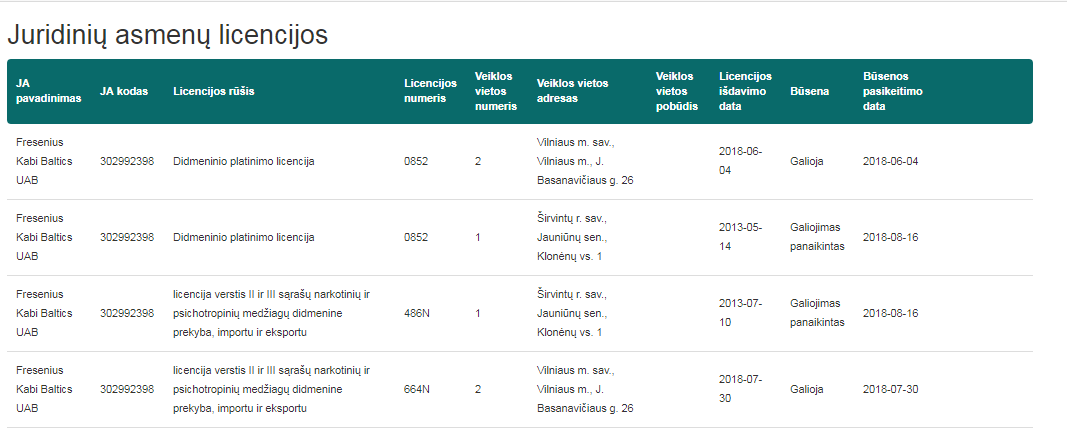 Juridinių asmenų licencijos
JA pavadinimas
JA kodas
Licencijos rūšis
Licencijos numeris
Veiklos vietos numeris
Veiklos vietos adresas
Veiklos vietos pobūdis
Licencijos išdavimo data
Būsena
Būsenos pasikeitimo data
Fresenius
Kabi Baltics
UAB
302992398
Didmeninio platinimo licencija
0852
2
Vilniaus m. sav.,
Vilniaus m., J.
Basanavičiaus g. 26
2018-06-
04
Galioja
2018-06-04
Fresenius
Kabi Baltics
UAB
302992398
Didmeninio platinimo licencija
0852
1
Širvintų r. sav.,
Jauniūnų sen.,
Klonėnų vs. 1
2013-05-
14
Galiojimas
panaikintas
2018-08-16
Fresenius
Kabi Baltics
UAB
302992398
licencija verstis II ir III sąrašų narkotinių ir
psichotropinių medžiagų didmenine
prekyba, importu ir eksportu
486N
1
Širvintų r. sav.,
Jauniūnų sen.,
Klonėnų vs. 1
2013-07-
10
Galiojimas
panaikintas
2018-08-16
Fresenius
Kabi Baltics
UAB
302992398
licencija verstis II ir III sąrašų narkotinių ir
psichotropinių medžiagų didmenine
prekyba, importu ir eksportu
664N
2
Vilniaus m. sav.,
Vilniaus m., J.
Basanavičiaus g. 26
2018-07-
30
Galioja
2018-07-30